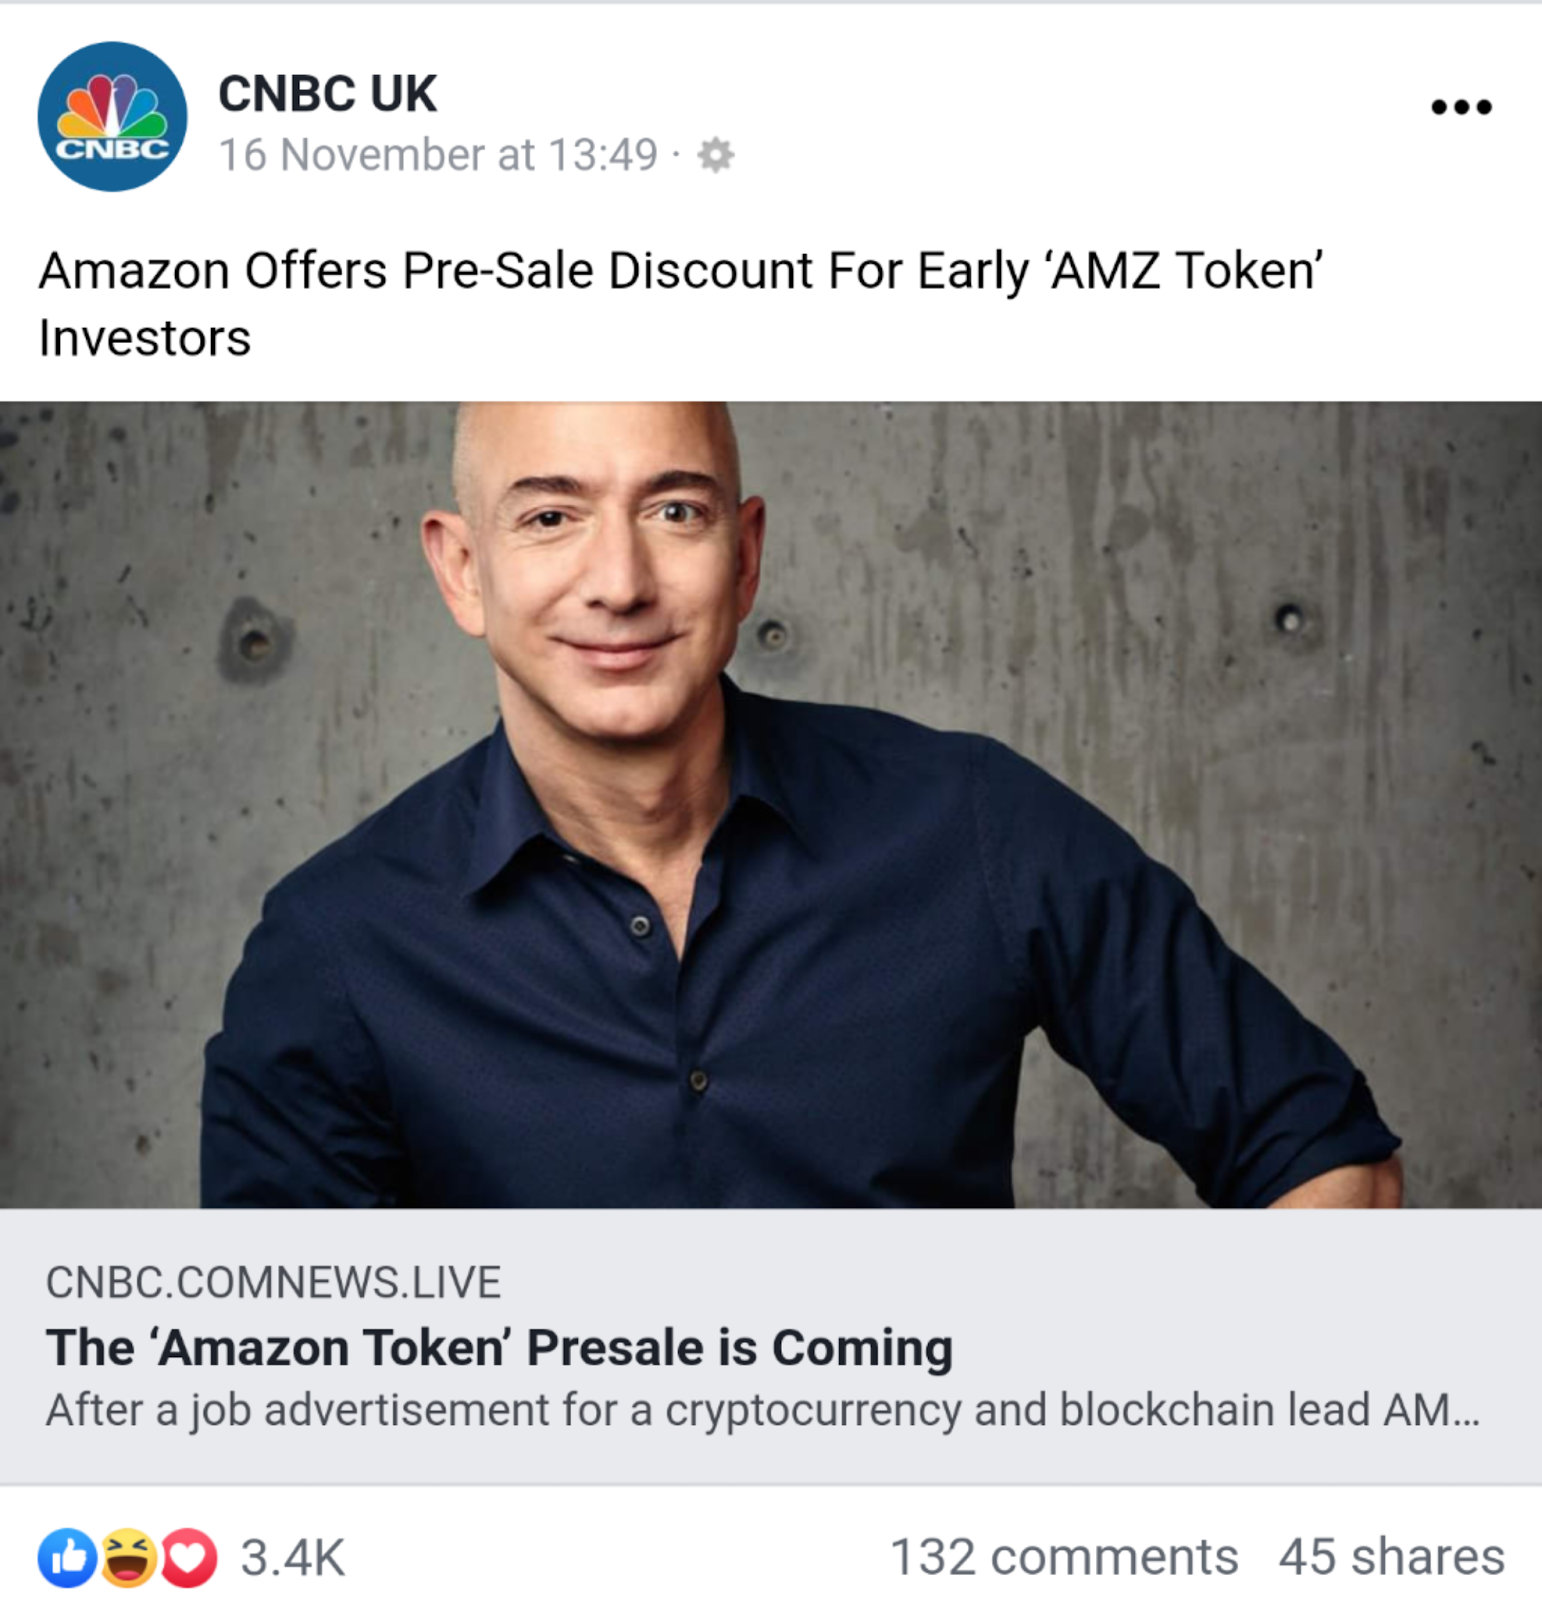 CNBC
CNBC UK
16 November at 13:49 ·
Amazon Offers Pre-Sale Discount For Early ‘AMZ Token’
Investors
CNBC.COMNEWS.LIVE
The ‘Amazon Token’ Presale is Coming
After a job advertisement for a cryptocurrency and blockchain lead AM...
3.4K
132 comments 45 shares